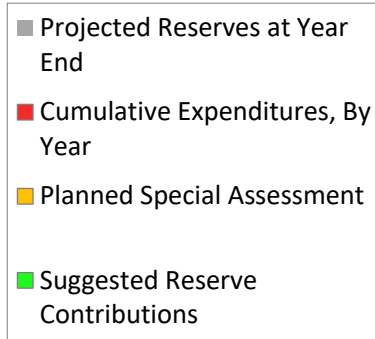 Projected Reserves at Year
End
Cumulative Expenditures, By
Year
Planned Special Assessment
Suggested Reserve
Contributions